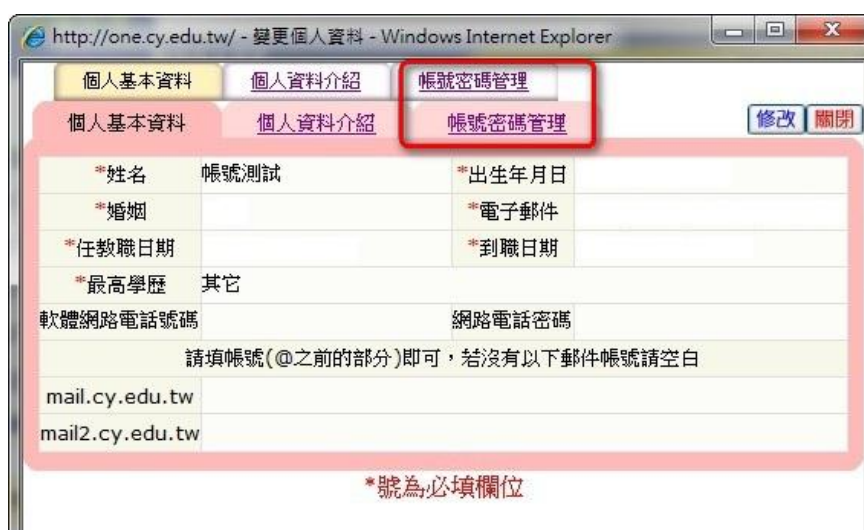 http://one.cy.edu.tw/ - 變更個人資料 - Windows Internet Explorer
個人基本資料 個人資料介紹 帳號密碼管理
個人基本資料 個人資料介紹 帳號密碼管理 修改 關閉
*姓名 帳號測試 *出生年月日
*婚姻 *電子郵件
*任教職日期 *到職日期
*最高學歷 其它
軟體網路電話號碼 網路電話密碼
請填帳號(@之前的部分)即可，若沒有以下郵件帳號請空白
mail.cy.edu.tw
mail2.cy.edu.tw
*號為必填欄位